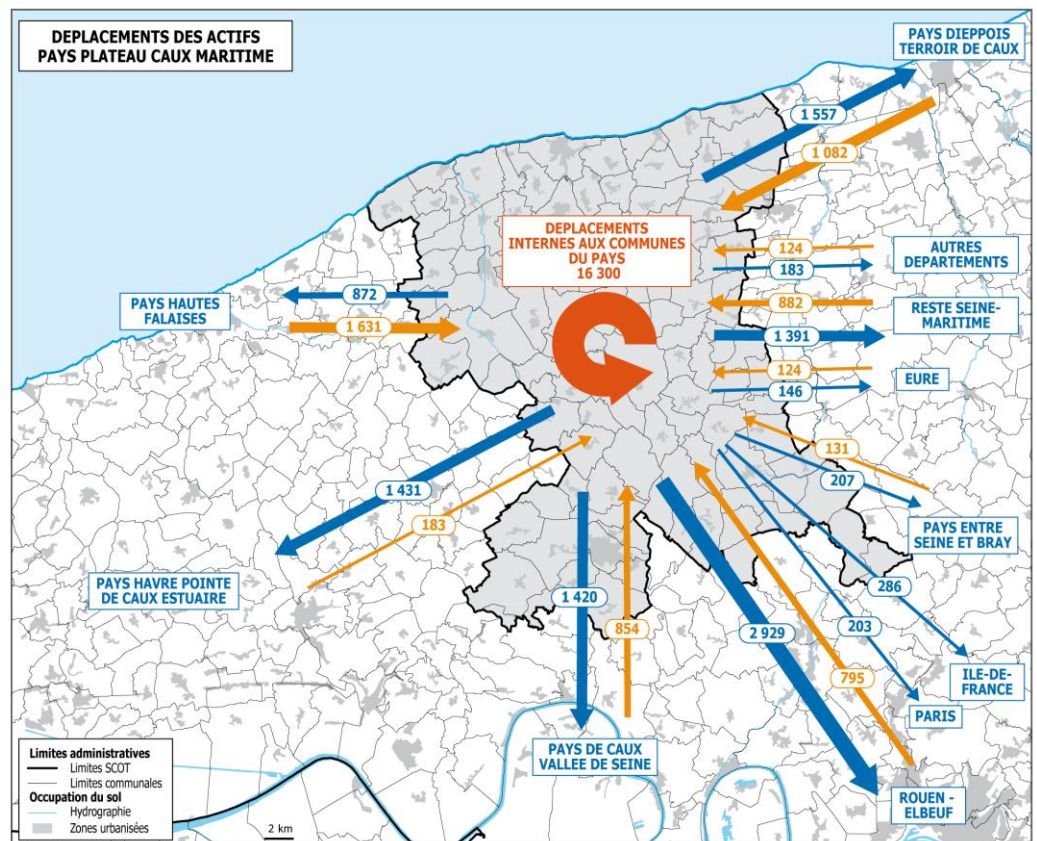 DEPLACEMENTS DES ACTIFS
PAYS PLATEAU CAUX MARITIME
PAYS DIEPPOIS
TERROIR DE CAUX
1 557
1 082
DEPLACEMENTS
INTERNES AUX COMMUNES
DU PAYS
16 300
124
183
AUTRES
DEPARTEMENTS
PAYS HAUTES
FALAISES
872
1 631
882
1 391
RESTE SEINE-
MARITIME
124
146
EURE
131
207
PAYS ENTRE
SEINE ET BRAY
1 431
183
PAYS HAVRE POINTE
DE CAUX ESTUAIRE
1 420
854
2 929
795
203
286
ILE-DE-
FRANCE
PARIS
PAYS DE CAUX
VALLEE DE SEINE
ROUEN -
ELBEUF
Limites administratives
Limites SCOT
Limites communales
Occupation du sol
Hydrographie
Zones urbanisées
2 km